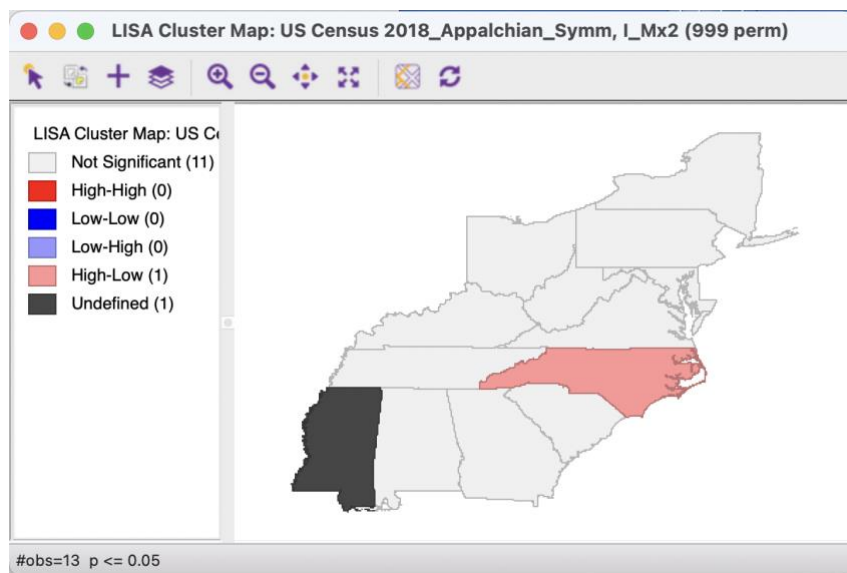 LISA Cluster Map: US Census 2018_Appalchian_Symm, I_Mx2 (999 perm)
LISA Cluster Map: US Ce
Not Significant (11)
High-High (0)
Low-Low (0)
Low-High (0)
High-Low (1)
Undefined (1)
#obs=13 p <= 0.05